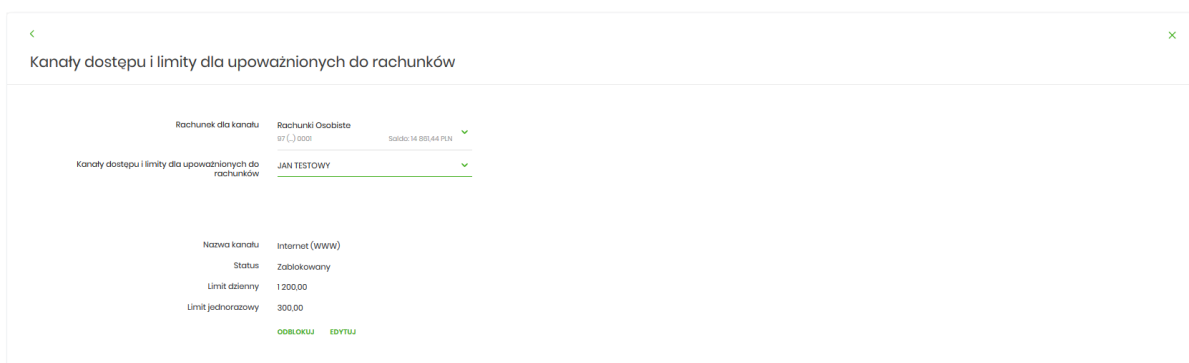 Kanały dostępu i limity dla upoważnionych do rachunków
Rachunek dla kanału
Rachunki Osobiste
97 (...) 0001 Saldo: 14 861,44 PLN
Kanały dostępu i limity dla upoważnionych do
rachunków
JAN TESTOWY
Nazwa kanału Internet (WWW)
Status Zablokowany
Limit dzienny 1 200,00
Limit jednorazowy 300,00
ODBLOKUJ EDYTUJ